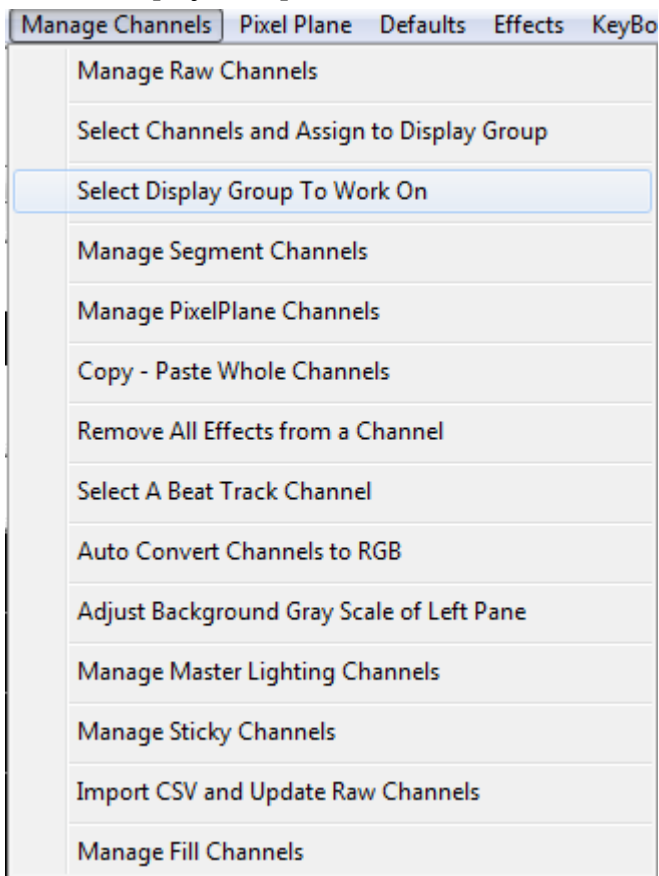 Manage Channels Pixel Plane Defaults Effects KeyBo
Manage Raw Channels
Select Channels and Assign to Display Group
Select Display Group To Work On
Manage Segment Channels
Manage PixelPlane Channels
Copy - Paste Whole Channels
Remove All Effects from a Channel
Select A Beat Track Channel
Auto Convert Channels to RGB
Adjust Background Gray Scale of Left Pane
Manage Master Lighting Channels
Manage Sticky Channels
Import CSV and Update Raw Channels
Manage Fill Channels